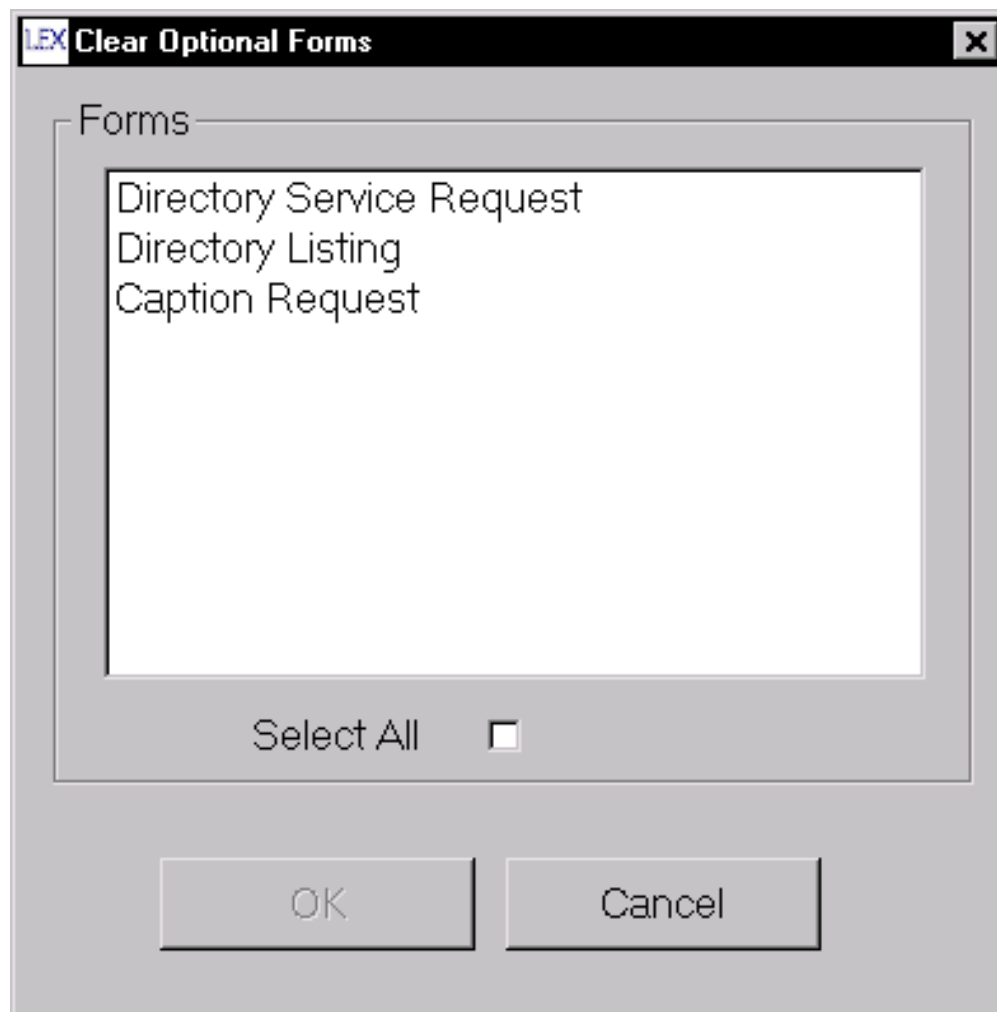 LEX Clear Optional Forms
Forms
Directory Service Request
Directory Listing
Caption Request
Select All
OK Cancel